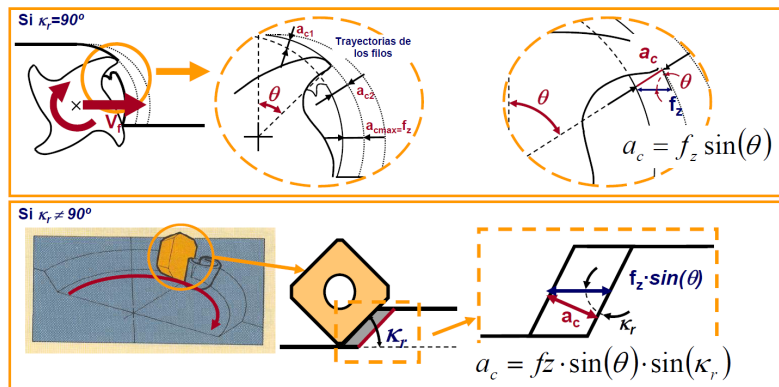 Si κr=90º
Vf
ac1
θ
Trayectorias de
los filos
ac2
acmax=fz
θ
ac
θ
fz
ac = fz sin(θ)
Si κr ≠ 90º
κr
fz·sin(θ)
ac
κr
ac = fz · sin(θ) · sin(κr)